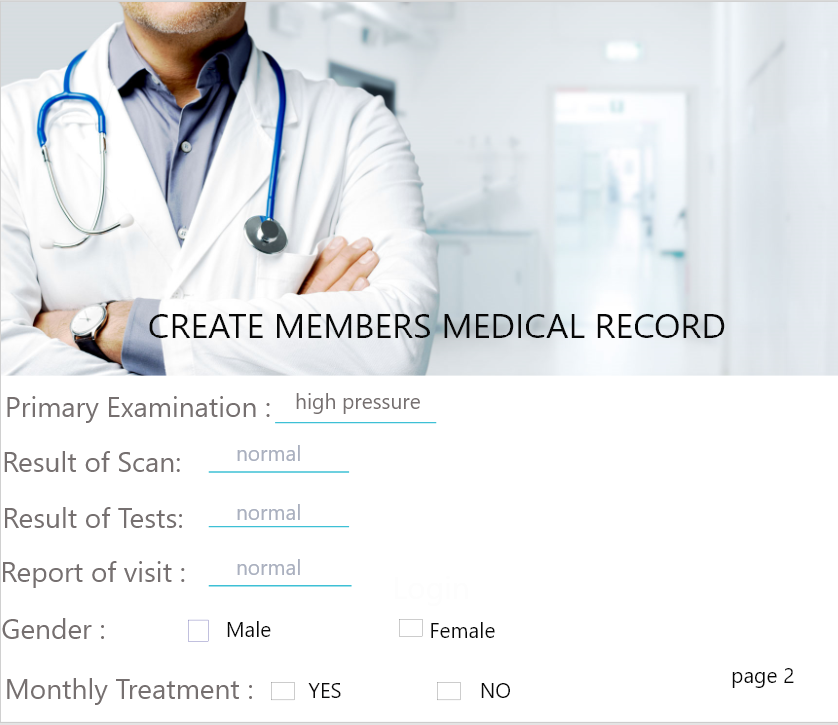 CREATE MEMBERS MEDICAL RECORD
Primary Examination : high pressure
Result of Scan: normal
Result of Tests: normal
Report of visit : normal
Login
Gender : Male Female
page 2
Monthly Treatment : YES NO